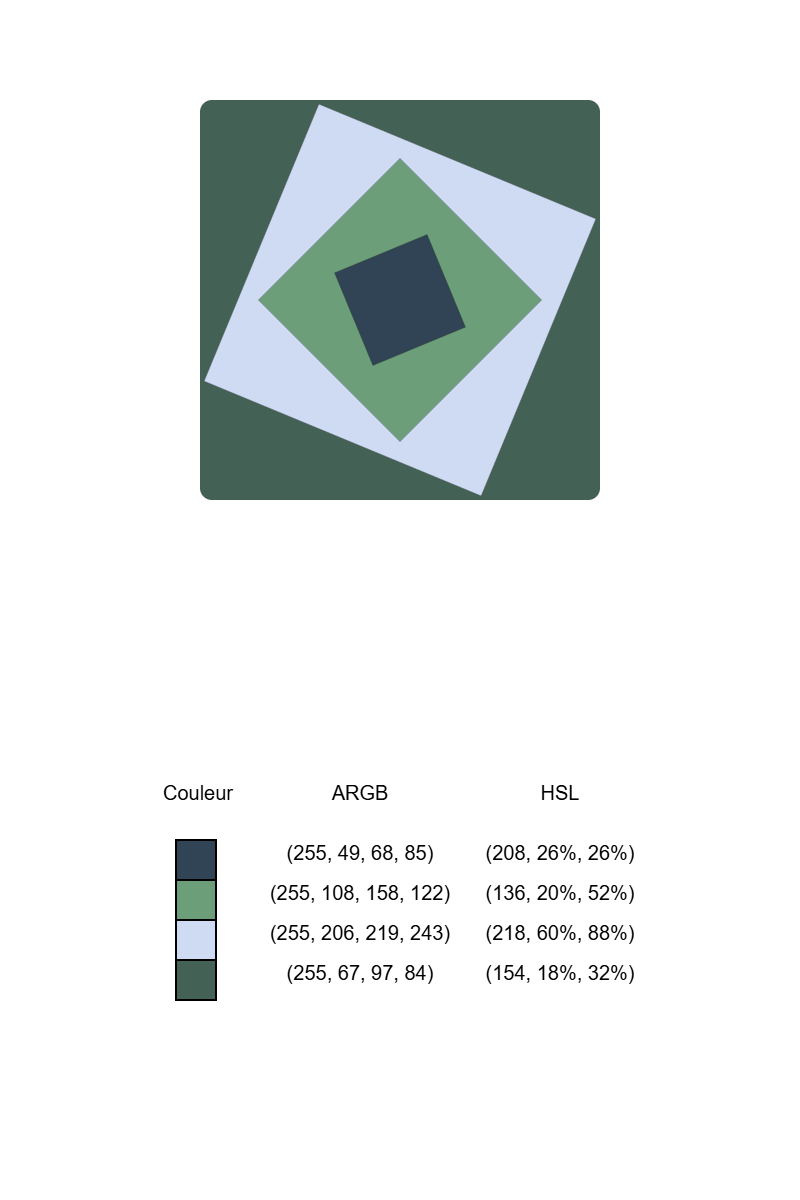 Couleur ARGB HSL
(255, 49, 68, 85) (208, 26%, 26%)
(255, 108, 158, 122) (136, 20%, 52%)
(255, 206, 219, 243) (218, 60%, 88%)
(255, 67, 97, 84) (154, 18%, 32%)